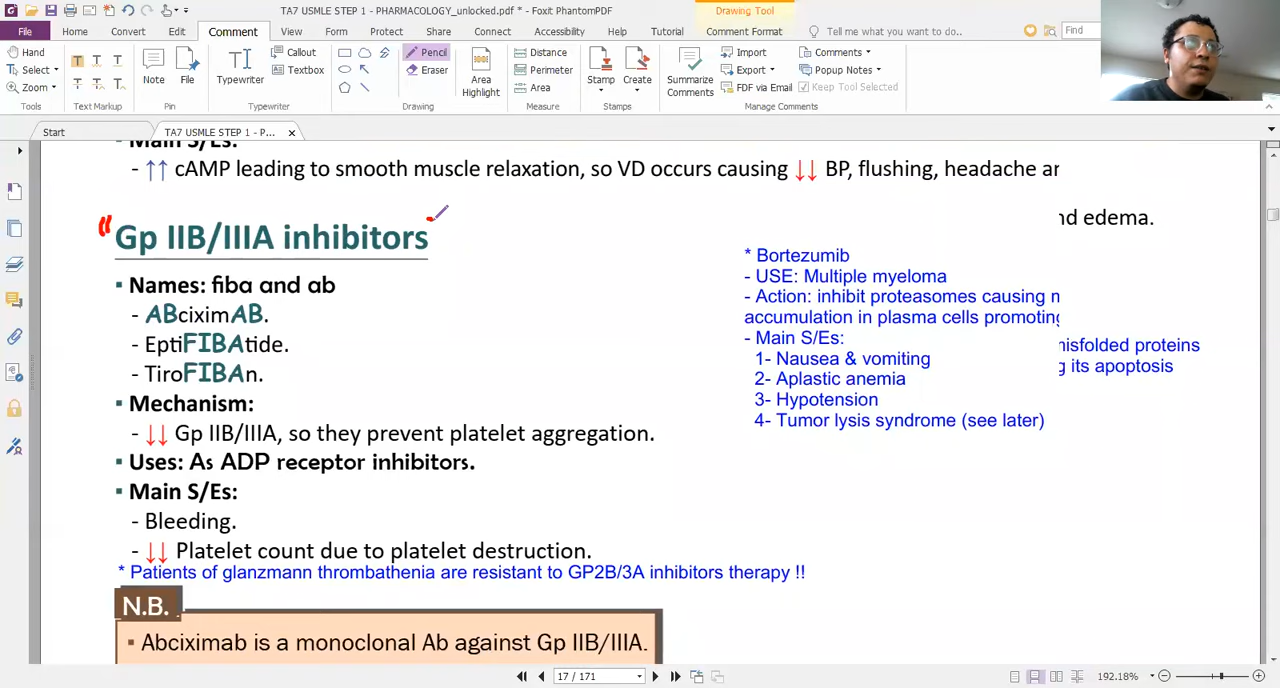 TA7 USMLE STEP 1 - PHARMACOLOGY_unlocked.pdf * - Foxit PhantomPDF
Drawing Tool
File Home Convert Edit Comment View Form Protect Share Connect Accessibility Help Tutorial Comment Format Tell me what you want to do.. Find
Hand
Select
Zoom
Tools
T T T
T T T
Text Markup
Note
File
Pin
Typewriter
Callout
Textbox
Typewriter
Pencil
Eraser
Drawing
Area Highlight
Distance
Perimeter
Area
Measure
Stamp
Create
Stamps
Summarize Comments
Import
Export
FDF via Email
Comments
Popup Notes
Keep Tool Selected
Manage Comments
Start
TA7 USMLE STEP 1 - P... ×
Main S/Es:
- ↑↑ cAMP leading to smooth muscle relaxation, so VD occurs causing ↓↓ BP, flushing, headache ar
nd edema.
Gp IIB/IIIA inhibitors
▪ Names: fiba and ab
- ABciximAB.
- EptiFIBAtide.
- TiroFIBAn.
▪ Mechanism:
- ↓↓ Gp IIB/IIIA, so they prevent platelet aggregation.
▪ Uses: As ADP receptor inhibitors.
▪ Main S/Es:
- Bleeding.
- ↓↓ Platelet count due to platelet destruction.
* Patients of glanzmann thrombathenia are resistant to GP2B/3A inhibitors therapy !!
N.B.
▪ Abciximab is a monoclonal Ab against Gp IIB/IIIA.
* Bortezumib
- USE: Multiple myeloma
- Action: inhibit proteasomes causing m
nisfolded proteins
accumulation in plasma cells promoting
g its apoptosis
- Main S/Es:
1- Nausea & vomiting
2- Aplastic anemia
3- Hypotension
4- Tumor lysis syndrome (see later)
17 / 171
192.18%